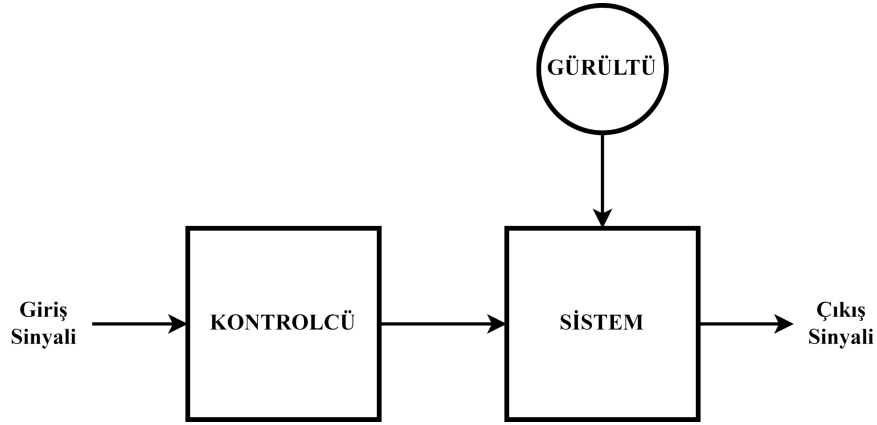 GÜRÜLTÜ
Giriş
Sinyali
KONTROLCÜ
SİSTEM
Çıkış
Sinyali